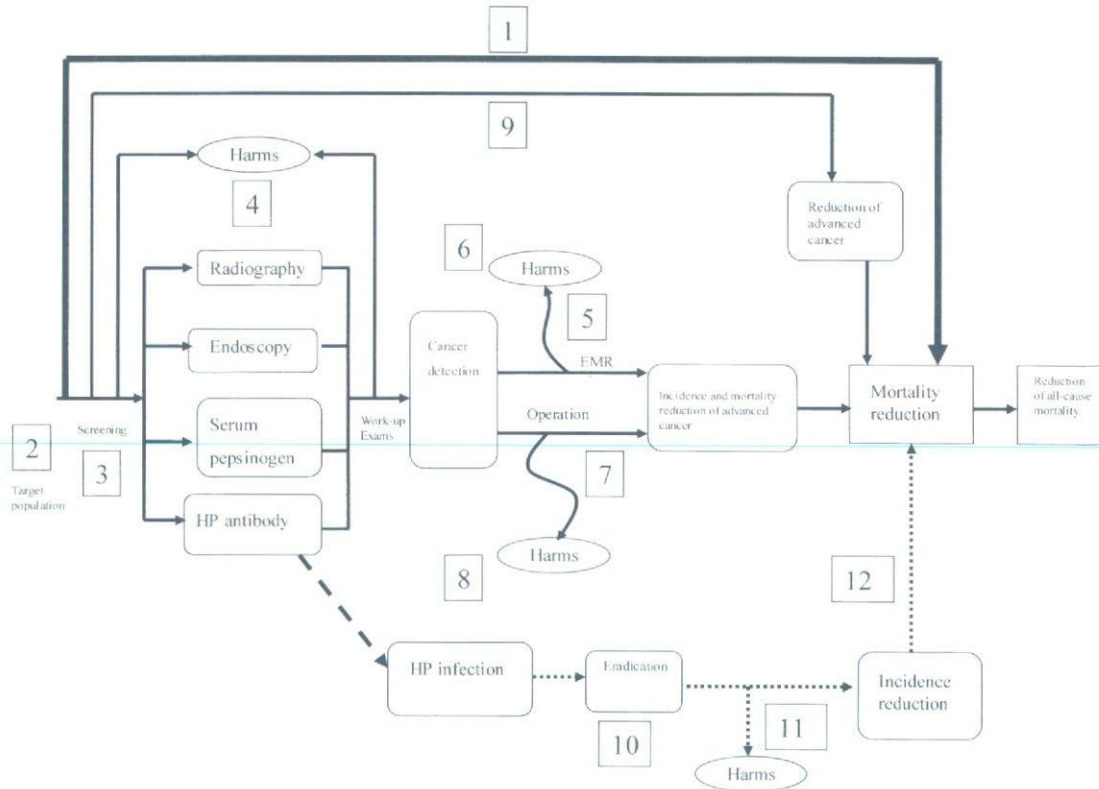 1
9
Harms
4
Reduction of
advanced
cancer
6
Harms
Radiography
5
Endoscopy
Cancer
detection
EMR
Incidence and mortality
reduction of advanced
cancer
Mortality
reduction
Reduction
of all-cause
mortality
Operation
Screening
Serum
pepsinogen
Work-up
Exams
2
3
7
Target
population
HP antibody
8
Harms
12
HP infection
Eradication
Incidence
reduction
10
11
Harms